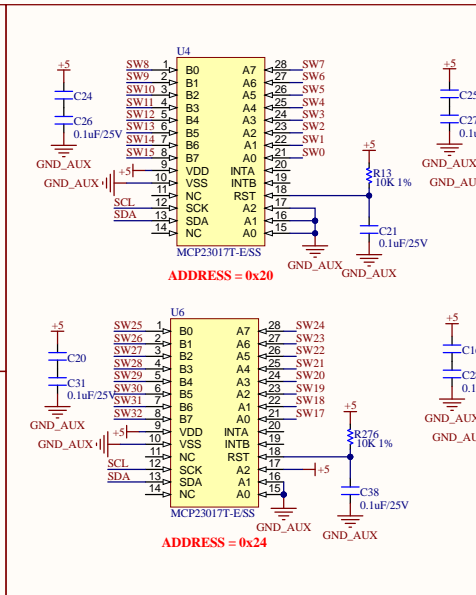 U4
+5
C24
C26
0.1uF/25V
GND_AUX
SW8 1 B0 A7 28 SW7
SW9 2 B1 A6 27 SW6
SW10 3 B2 A5 26 SW5
SW11 4 B3 A4 25 SW4
SW12 5 B4 A3 24 SW3
SW13 6 B5 A2 23 SW2
SW14 7 B6 A1 22 SW1
SW15 8 B7 A0 21 SW0
+5 9 VDD INTA 20
GND_AUX 10 VSS INTB 19
11 NC RST 18
SCL 12 SCK A2 17
SDA 13 SDA A1 16
14 NC A0 15
MCP23017T-E/SS
ADDRESS = 0x20
+5
R13
10K 1%
C21
0.1uF/25V
GND_AUX
GND_AUX
+5
GND_AUX
U6
+5
C20
C31
0.1uF/25V
GND_AUX
SW25 1 B0 A7 28 SW24
SW26 2 B1 A6 27 SW23
SW27 3 B2 A5 26 SW22
SW28 4 B3 A4 25 SW21
SW29 5 B4 A3 24 SW20
SW30 6 B5 A2 23 SW19
SW31 7 B6 A1 22 SW18
SW32 8 B7 A0 21 SW17
+5 9 VDD INTA 20
GND_AUX 10 VSS INTB 19
11 NC RST 18
SCL 12 SCK A2 17 +5
SDA 13 SDA A1 16
14 NC A0 15
MCP23017T-E/SS
ADDRESS = 0x24
+5
R276
10K 1%
C38
0.1uF/25V
GND_AUX
GND_AUX
+5
GND_AUX